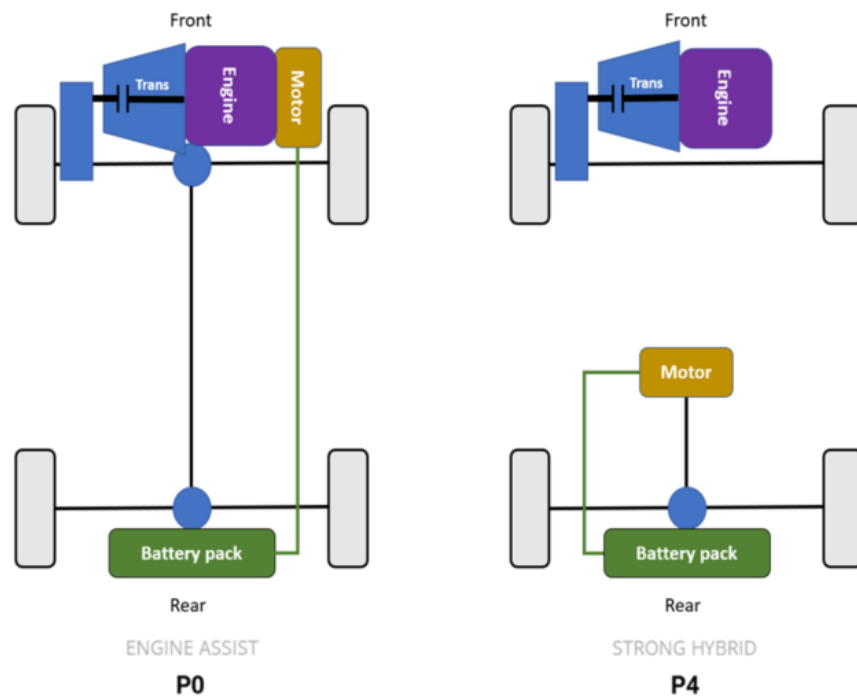 Front
Trans
Engine
Motor
Battery pack
Rear
ENGINE ASSIST
P0
Front
Trans
Engine
Motor
Battery pack
Rear
STRONG HYBRID
P4